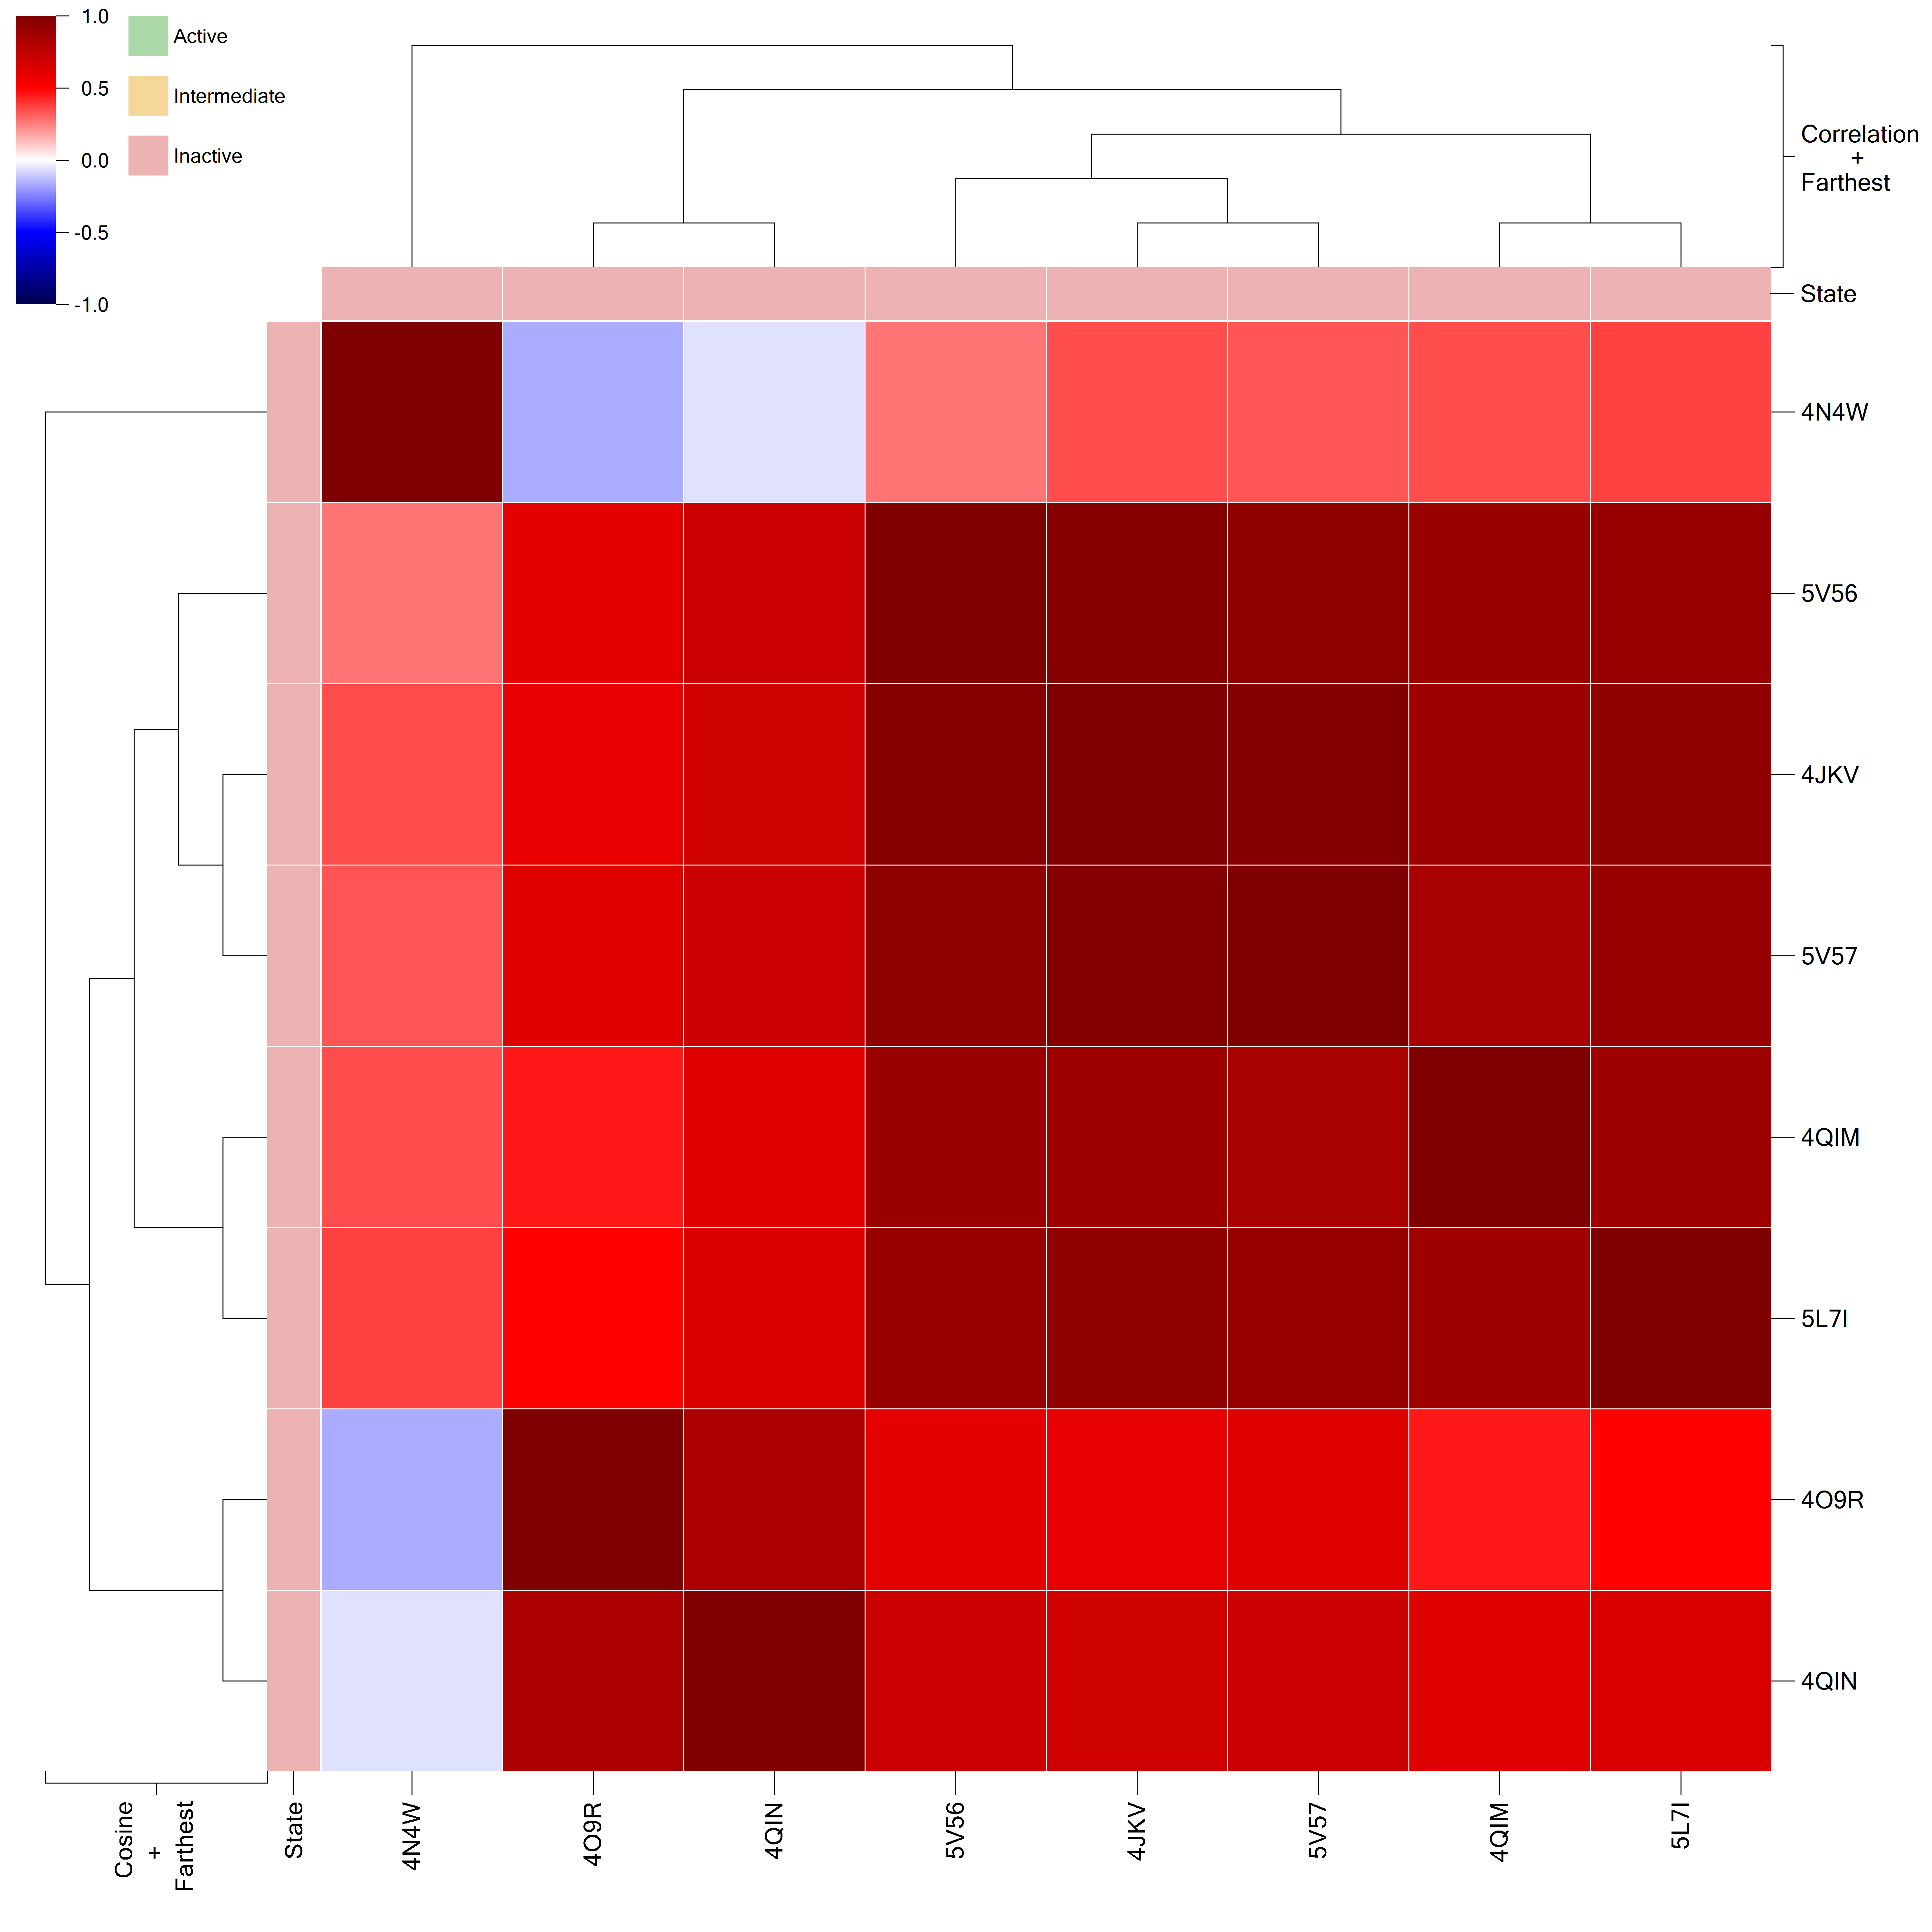 1.0
0.5
0.0
-0.5
-1.0
Active
Intermediate
Inactive
Correlation
+
Farthest
State
4N4W
5V56
4JKV
5V57
4QIM
5L7I
4O9R
4QIN
Cosine
+
Farthest
State
4N4W
4O9R
4QIN
5V56
4JKV
5V57
4QIM
5L7I